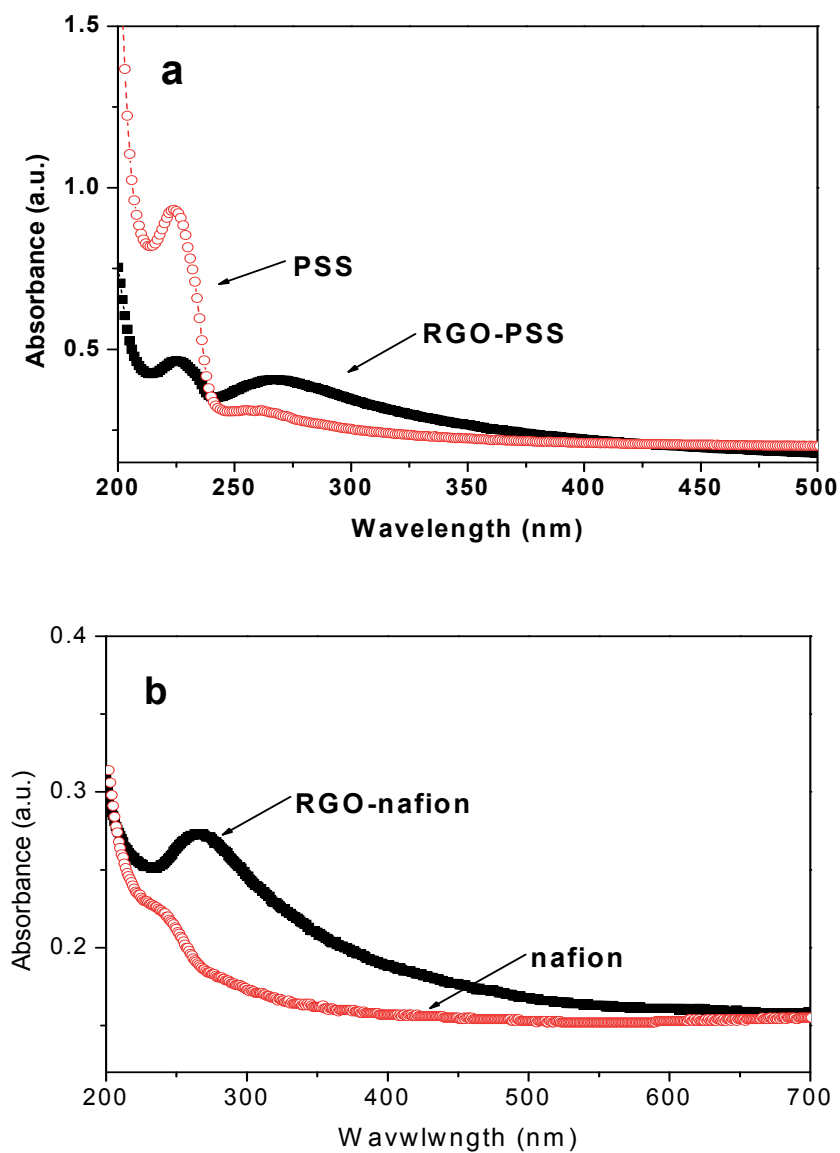 1.5
a
1.0
PSS
RGO-PSS
0.5
Absorbance (a.u.)
200 250 300 350 400 450 500
Wavelength (nm)
0.4
b
0.3
RGO-nafion
nafion
0.2
Absorbance (a.u.)
200 300 400 500 600 700
Wavwlwngth (nm)